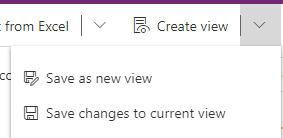 from Excel Create view
Save as new view
Save changes to current view